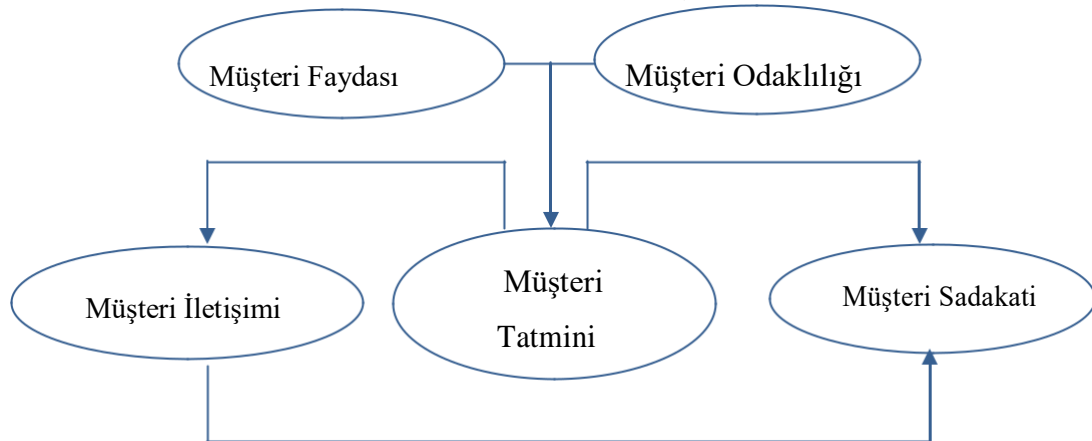 Müşteri Faydası
Müşteri Odaklılığı
Müşteri İletişimi
Müşteri
Tatmini
Müşteri Sadakati